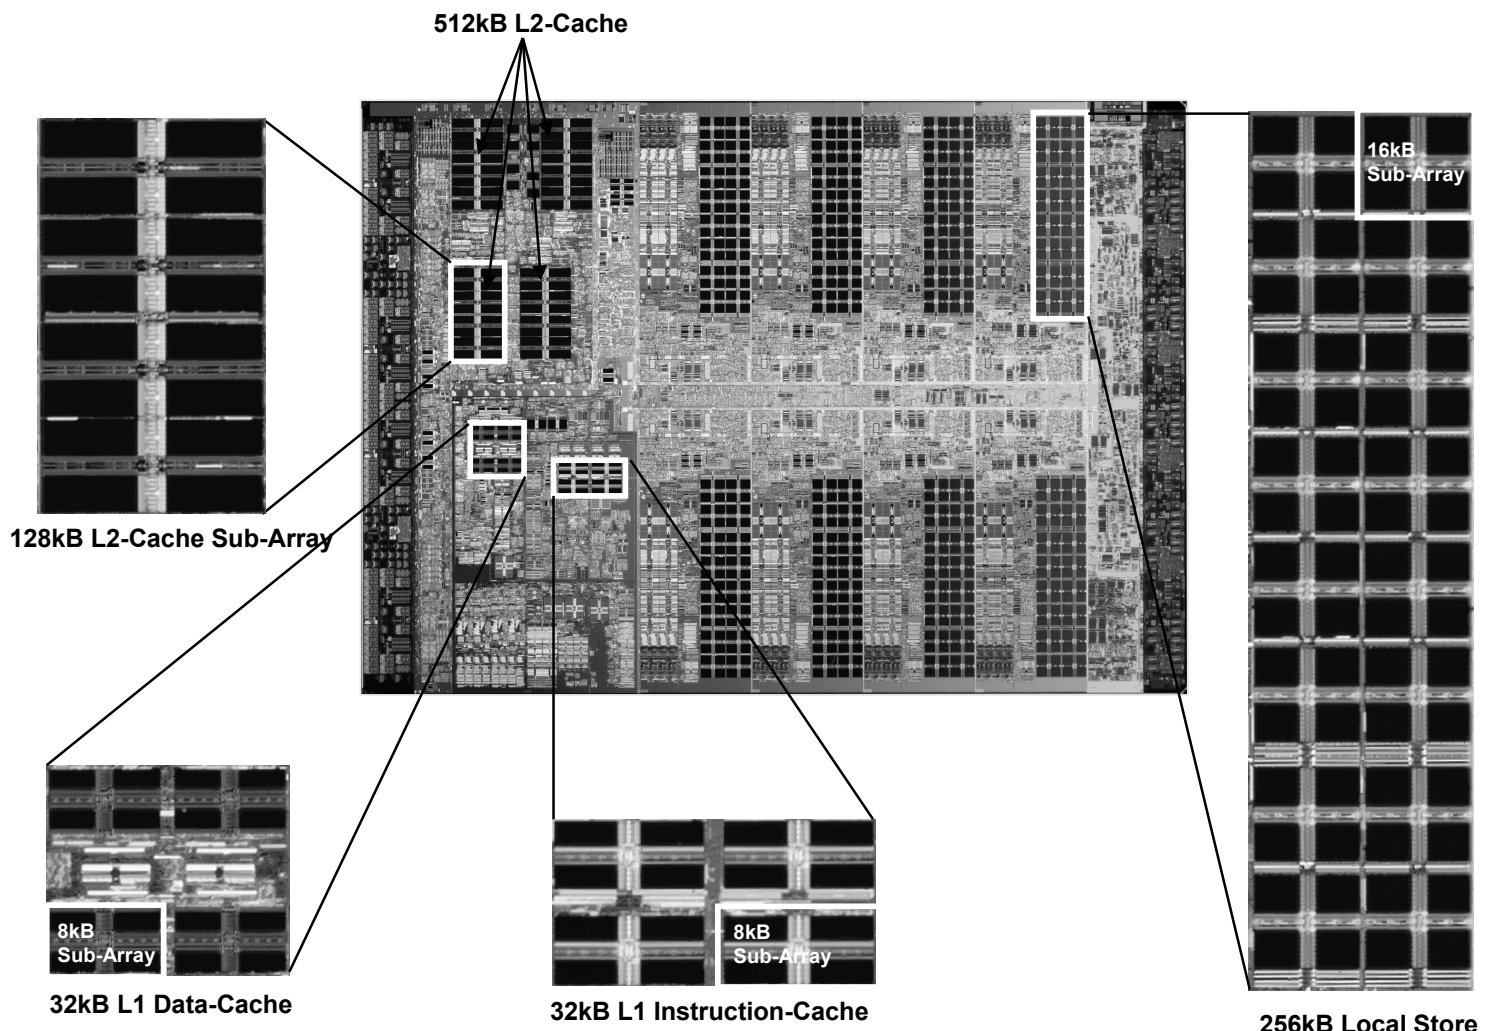 512kB L2-Cache
16kB
Sub-Array
128kB L2-Cache Sub-Array
8kB
Sub-Array
8kB
Sub-Array
32kB L1 Data-Cache
32kB L1 Instruction-Cache
256kB Local Store